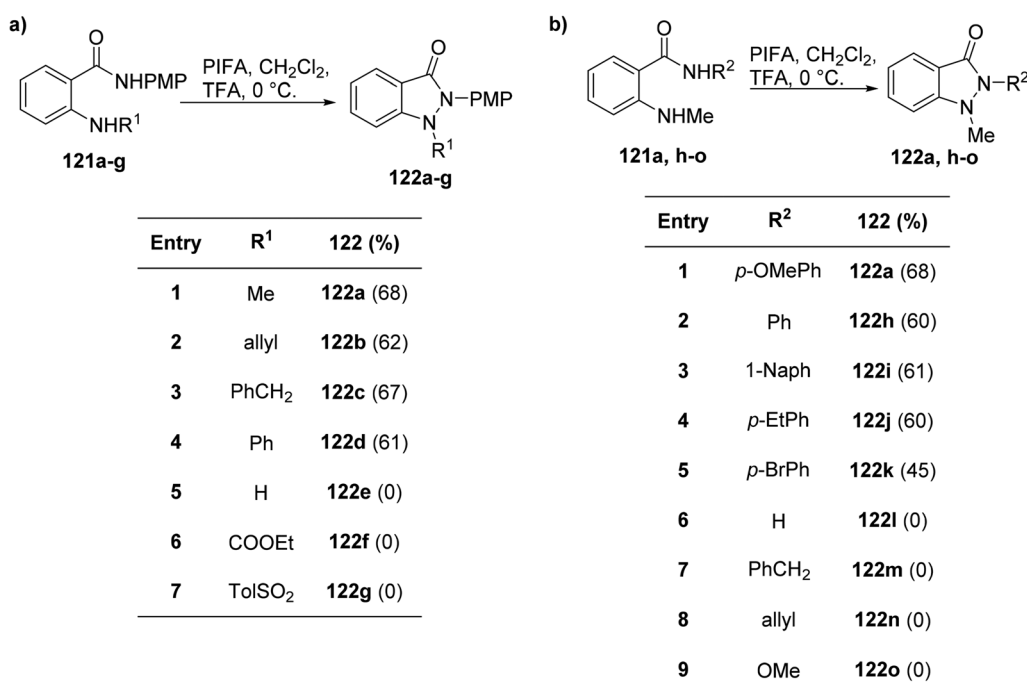 a)
O
NHPMP
NHR¹
121a-g
PIFA, CH₂Cl₂,
TFA, 0 °C.
O
N-PMP
N
R¹
122a-g
Entry R¹ 122 (%)
1 Me 122a (68)
2 allyl 122b (62)
3 PhCH₂ 122c (67)
4 Ph 122d (61)
5 H 122e (0)
6 COOEt 122f (0)
7 TolSO₂ 122g (0)
b)
O
NHR²
NHMe
121a, h-o
PIFA, CH₂Cl₂,
TFA, 0 °C.
O
N-R²
N
Me
122a, h-o
Entry R² 122 (%)
1 p-OMePh 122a (68)
2 Ph 122h (60)
3 1-Naph 122i (61)
4 p-EtPh 122j (60)
5 p-BrPh 122k (45)
6 H 122l (0)
7 PhCH₂ 122m (0)
8 allyl 122n (0)
9 OMe 122o (0)